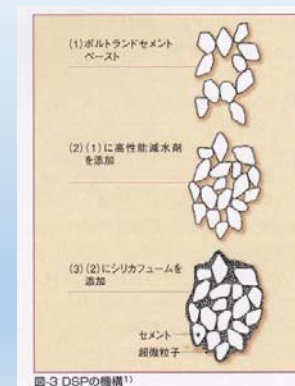 (1)ポルトランドセメント
ペースト
(2)(1)に高性能減水剤
を添加
(3)(2)にシリカフュームを
添加
セメント
超微粒子
図-3 DSPの機構1)